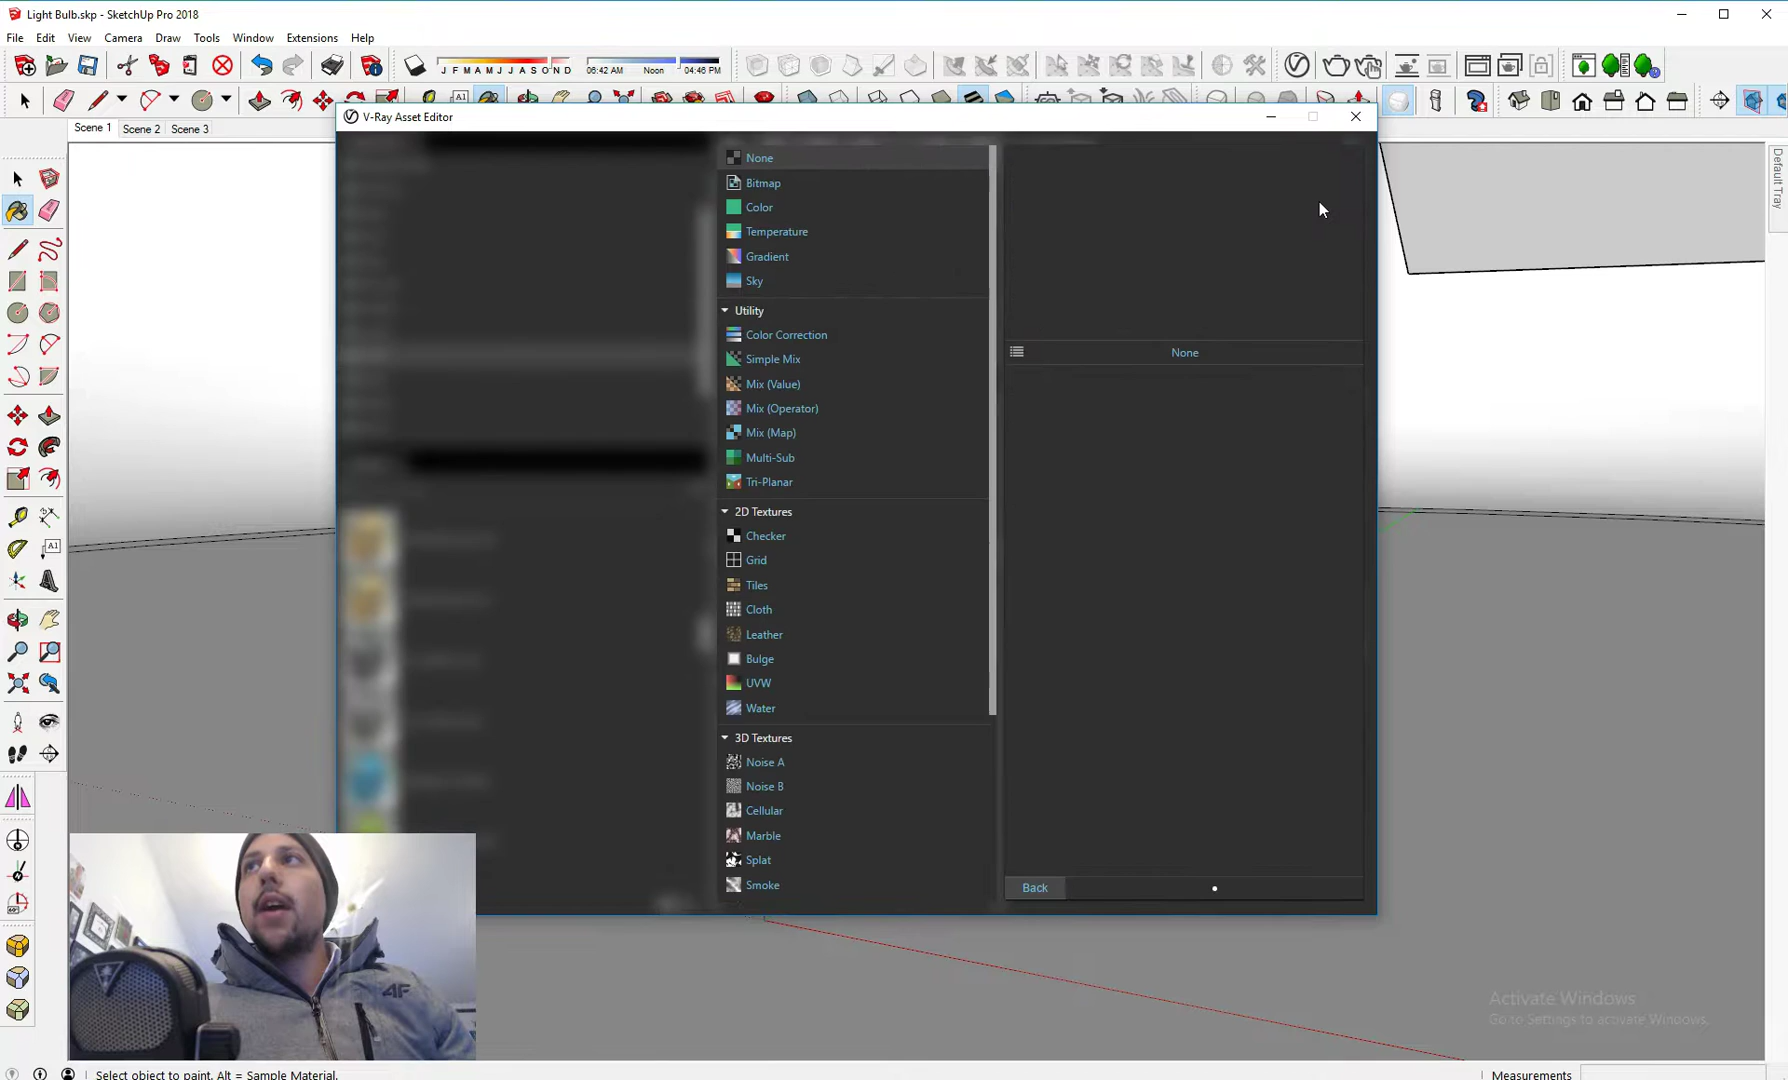 Light Bulb.skp - SketchUp Pro 2018
File Edit View Camera Draw Tools Window Extensions Help
J F M A M J J A S O N D 06:42 AM Noon 04:46 PM
A1
Scene 1 Scene 2 Scene 3
V-Ray Asset Editor
Default Tray
None
Bitmap
Color
Temperature
Gradient
Sky
Utility
Color Correction
Simple Mix
Mix (Value)
Mix (Operator)
Mix (Map)
Multi-Sub
Tri-Planar
2D Textures
Checker
Grid
Tiles
Cloth
Leather
Bulge
UVW
Water
3D Textures
Noise A
Noise B
Cellular
Marble
Splat
Smoke
None
Back
A1
4F
Activate Windows
Go to Settings to activate Windows.
Select object to paint. Alt = Sample Material.
Measurements